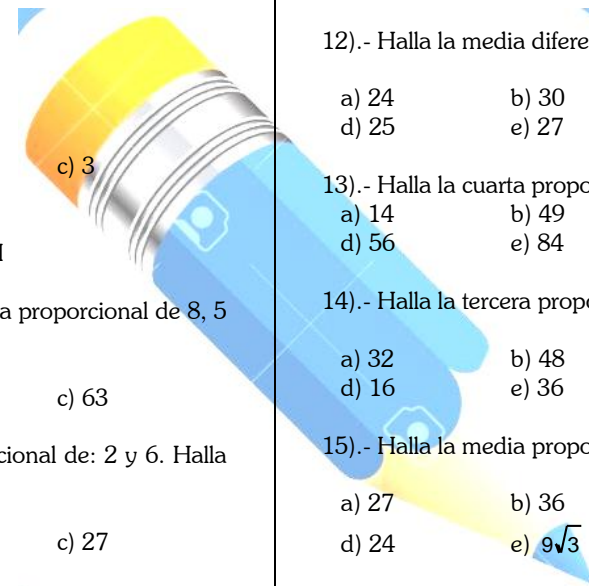 c) 3
a proporcional de 8, 5
c) 63
cional de: 2 y 6. Halla
c) 27
12).- Halla la media difere
a) 24 b) 30
d) 25 e) 27
13).- Halla la cuarta propo
a) 14 b) 49
d) 56 e) 84
14).- Halla la tercera propo
a) 32 b) 48
d) 16 e) 36
15).- Halla la media propo
a) 27 b) 36
d) 24 e) 9√3